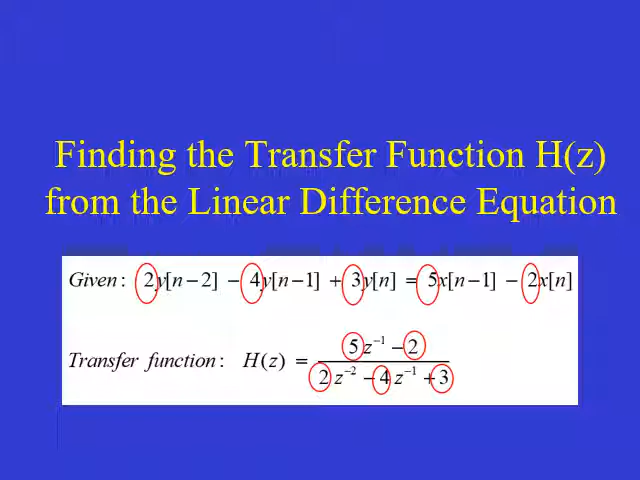 Finding the Transfer Function H(z)
from the Linear Difference Equation
Given: 2y[n−2] − 4y[n−1] + 3y[n] = 5x[n−1] − 2x[n]
Transfer function: H(z) = (5z⁻¹ − 2) / (2z⁻² − 4z⁻¹ + 3)